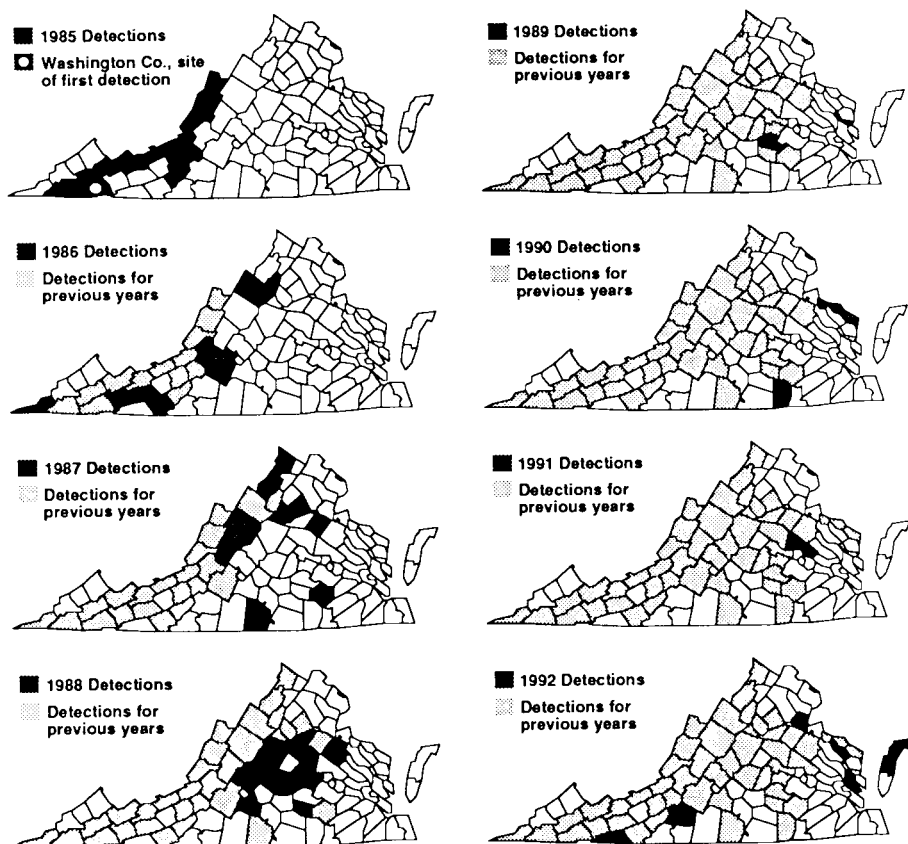 1985 Detections
Washington Co., site
of first detection
1986 Detections
Detections for
previous years
1987 Detections
Detections for
previous years
1988 Detections
Detections for
previous years
1989 Detections
Detections for
previous years
1990 Detections
Detections for
previous years
1991 Detections
Detections for
previous years
1992 Detections
Detections for
previous years